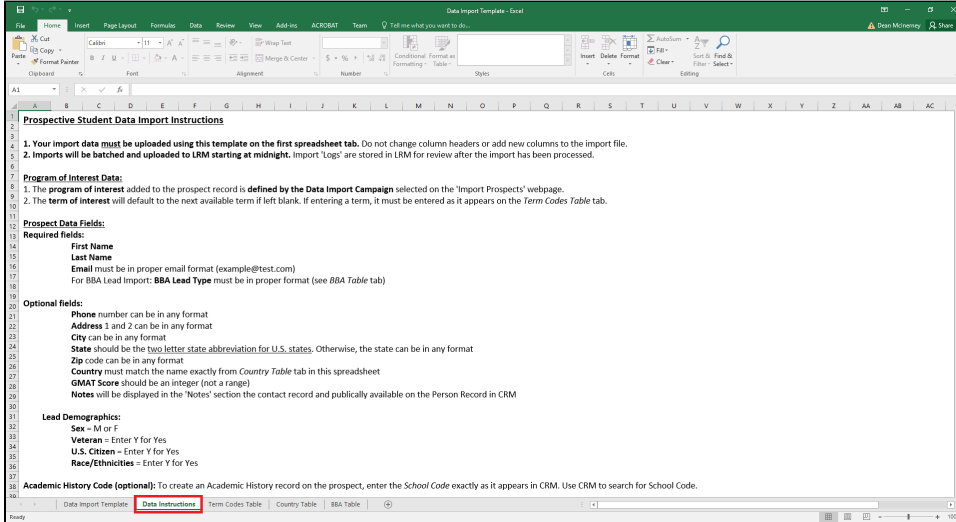 Data Import Template - Excel
Dean McInerney
Share
File Home Insert Page Layout Formulas Data Review View Add-ins ACROBAT Team Tell me what you want to do...
Paste
Cut
Copy
Format Painter
Clipboard
Calibri 11
B I U
Font
Wrap Text
Merge & Center
Alignment
$ % ,
Number
Conditional Formatting
Format as Table
Styles
Insert Delete Format
Cells
AutoSum
Fill
Clear
Sort & Filter
Find & Select
Editing
A1
fx
A B C D E F G H I J K L M N O P Q R S T U V W X Y Z AA AB AC
Prospective Student Data Import Instructions
1. Your import data must be uploaded using this template on the first spreadsheet tab. Do not change column headers or add new columns to the import file.
2. Imports will be batched and uploaded to LRM starting at midnight. Import 'Logs' are stored in LRM for review after the import has been processed.
Program of Interest Data:
1. The program of interest added to the prospect record is defined by the Data Import Campaign selected on the 'Import Prospects' webpage.
2. The term of interest will default to the next available term if left blank. If entering a term, it must be entered as it appears on the Term Codes Table tab.
Prospect Data Fields:
Required fields:
First Name
Last Name
Email must be in proper email format (example@test.com)
For BBA Lead Import: BBA Lead Type must be in proper format (see BBA Table tab)
Optional fields:
Phone number can be in any format
Address 1 and 2 can be in any format
City can be in any format
State should be the two letter state abbreviation for U.S. states. Otherwise, the state can be in any format
Zip code can be in any format
Country must match the name exactly from Country Table tab in this spreadsheet
GMAT Score should be an integer (not a range)
Notes will be displayed in the 'Notes' section the contact record and publically available on the Person Record in CRM
Lead Demographics:
Sex = M or F
Veteran = Enter Y for Yes
U.S. Citizen = Enter Y for Yes
Race/Ethnicities = Enter Y for Yes
Academic History Code (optional): To create an Academic History record on the prospect, enter the School Code exactly as it appears in CRM. Use CRM to search for School Code.
Data Import Template Data Instructions Term Codes Table Country Table BBA Table
Ready